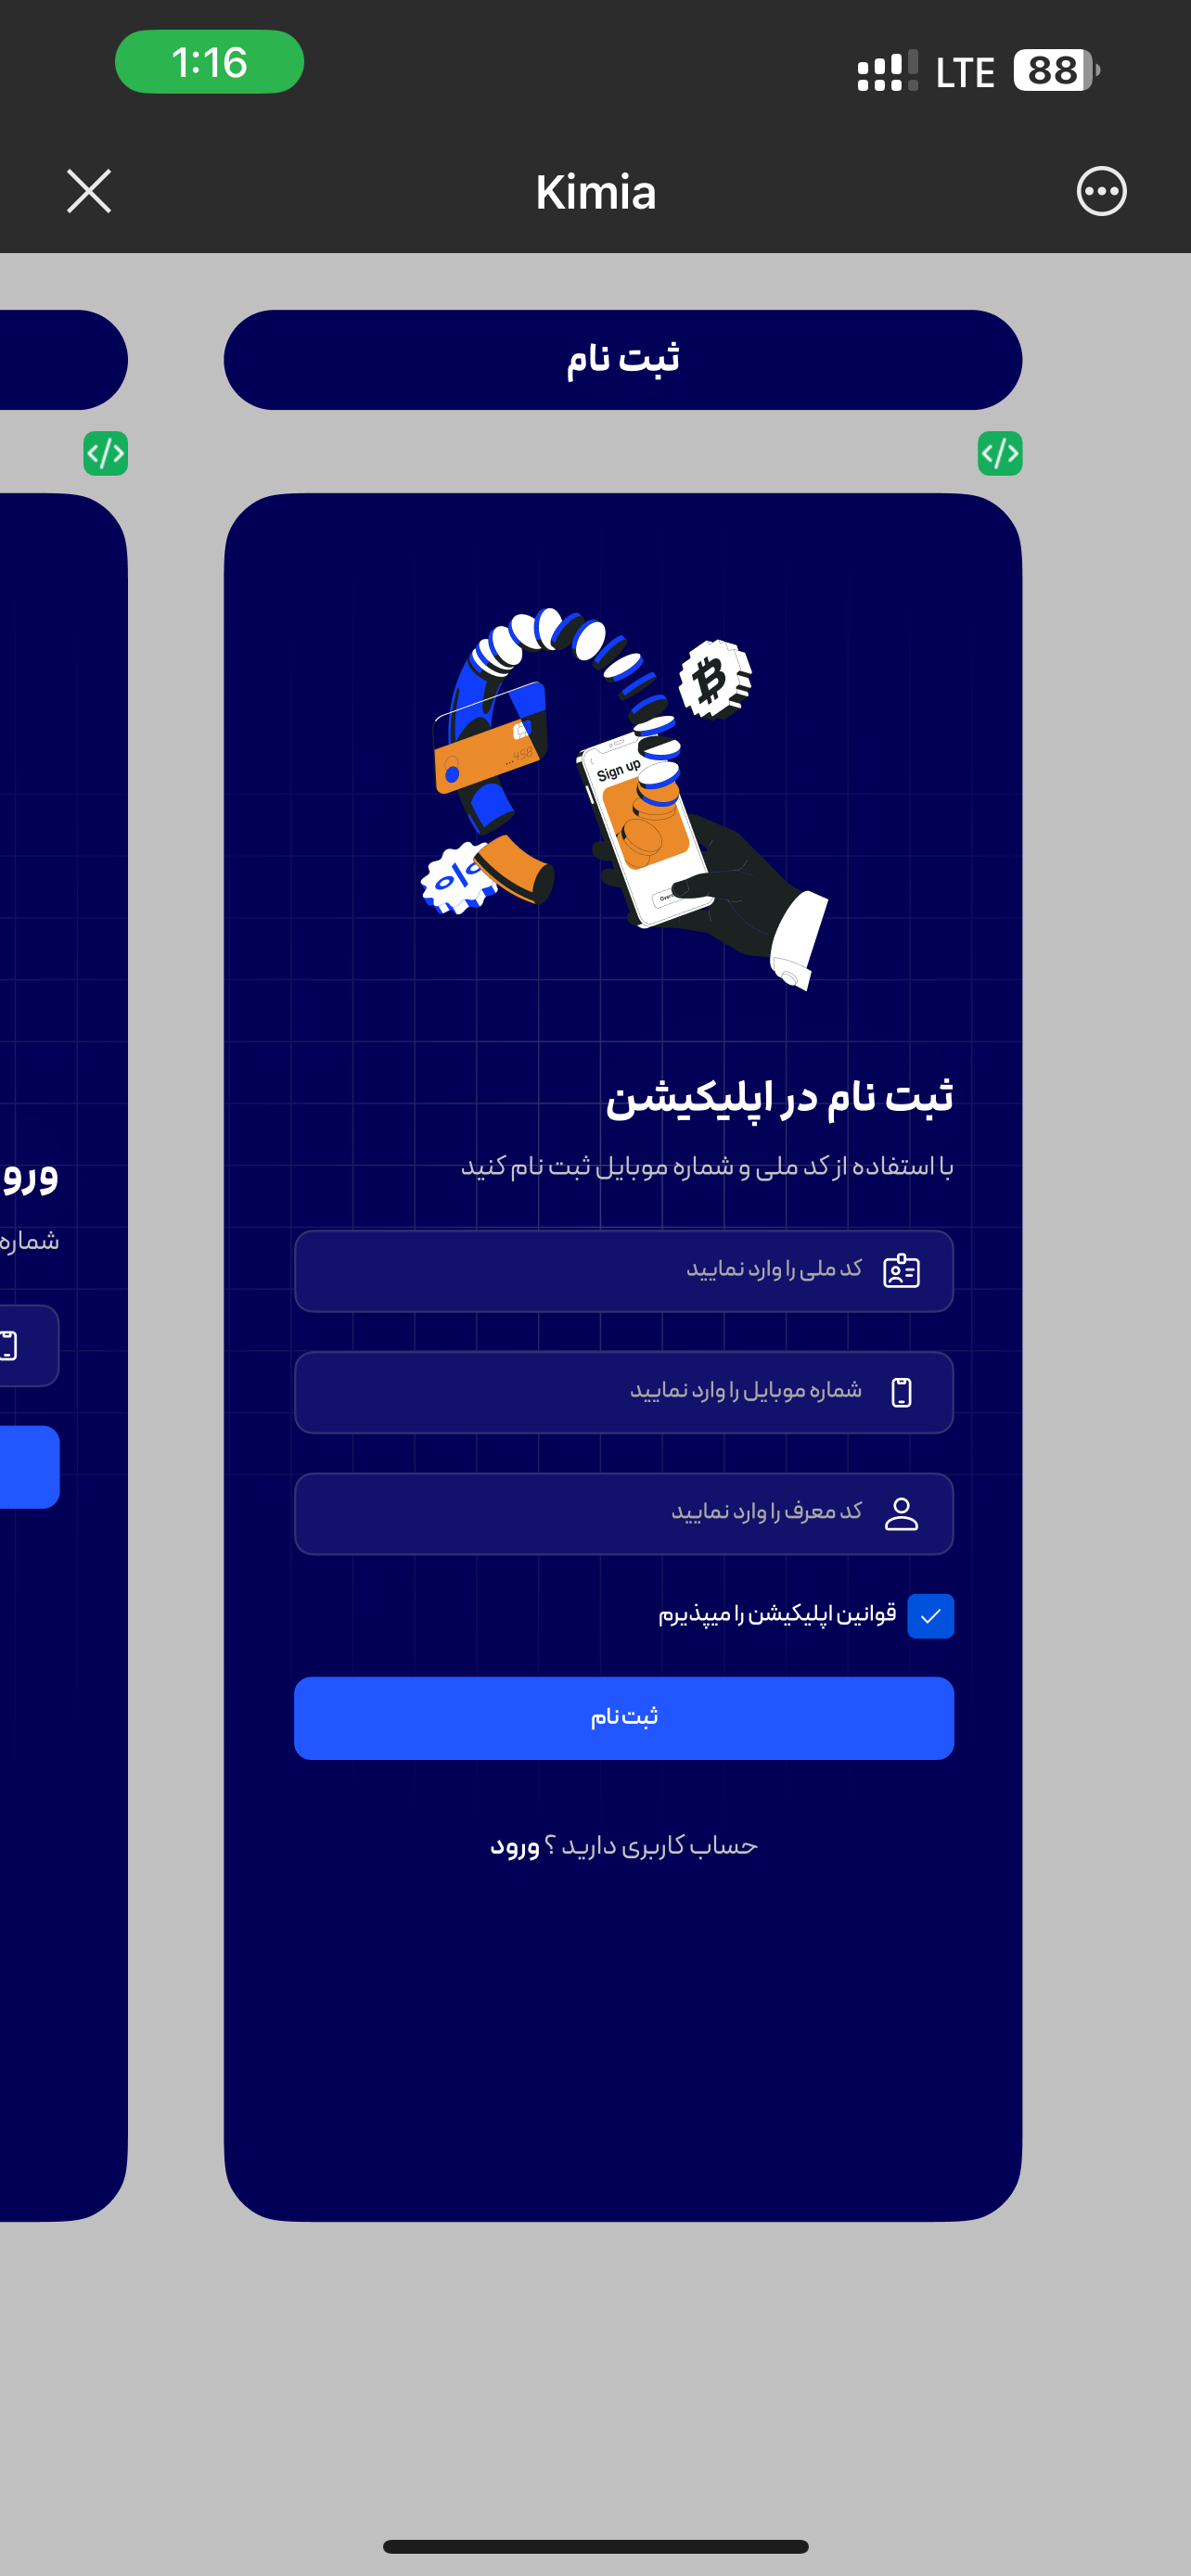 1:16
LTE 88
Kimia
ثبت نام
</>
</>
458...
Sign up
%
ثبت نام در اپلیکیشن
با استفاده از کد ملی و شماره موبایل ثبت نام کنید
کد ملی را وارد نمایید
شماره موبایل را وارد نمایید
کد معرف را وارد نمایید
قوانین اپلیکیشن را میپذیرم
ثبت نام
حساب کاربری دارید ؟ ورود
شماره